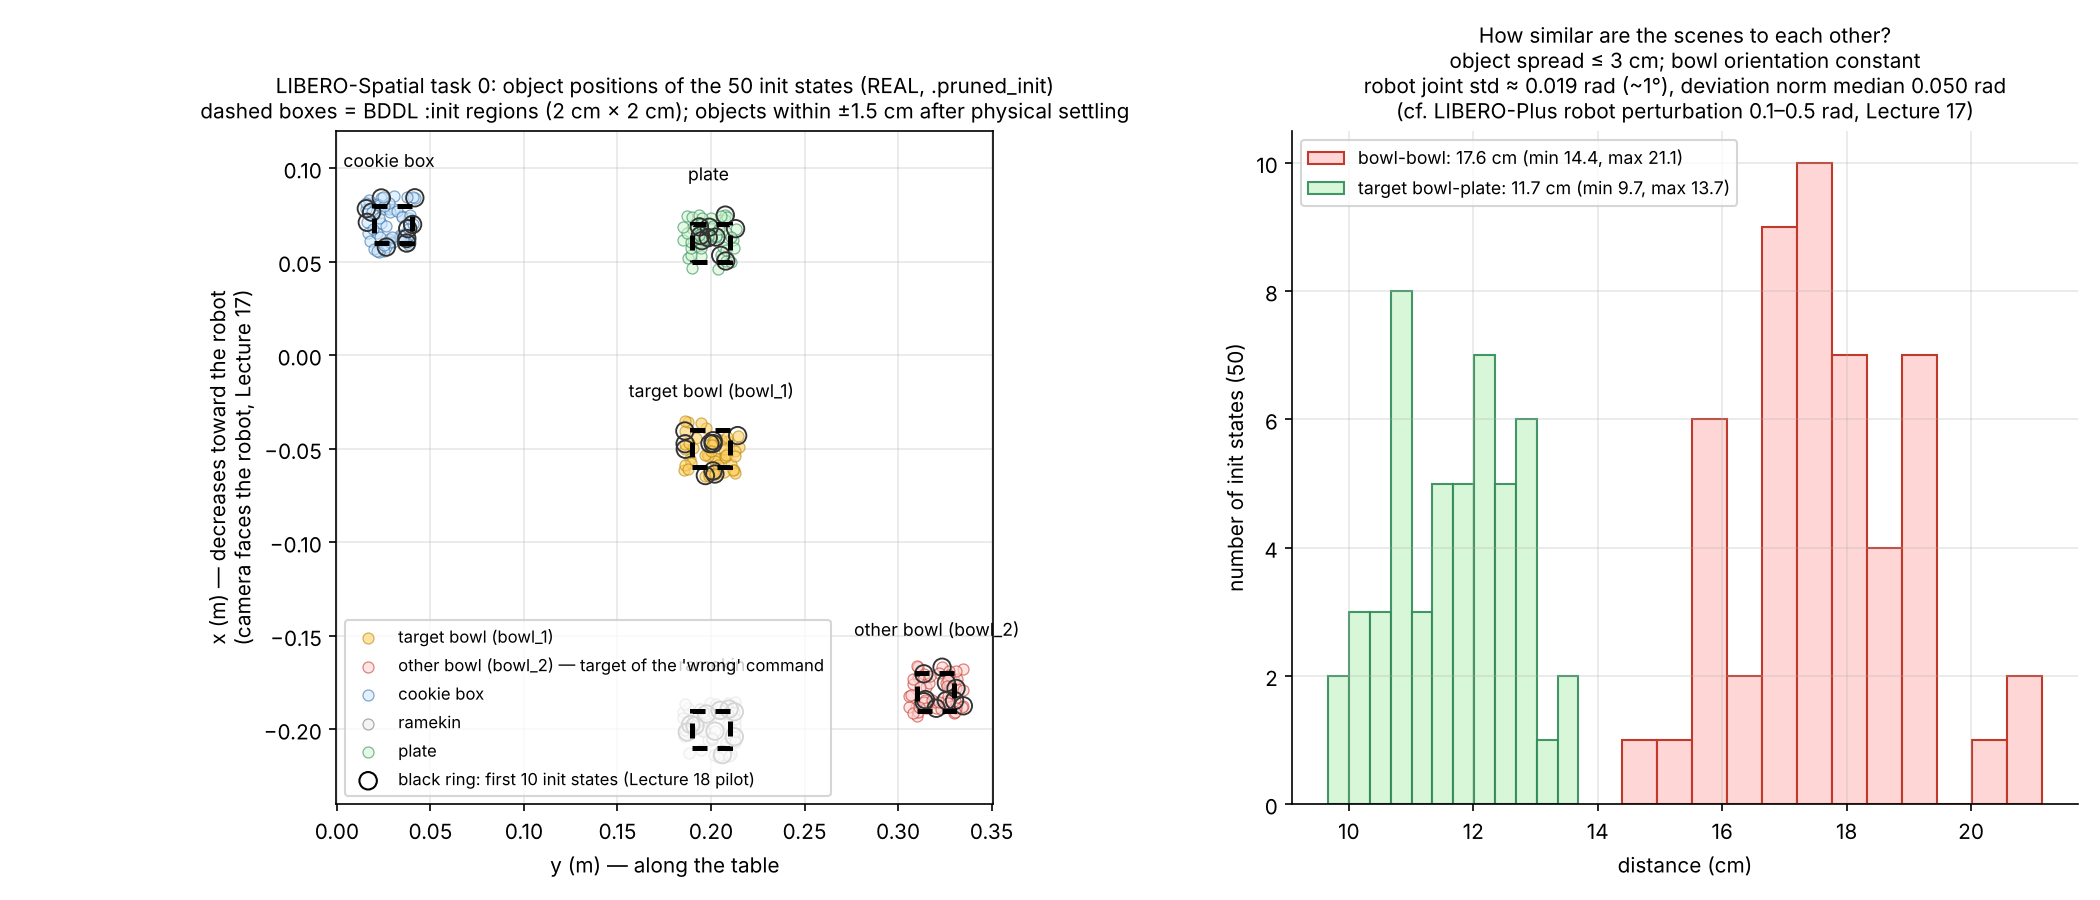 LIBERO-Spatial task 0: object positions of the 50 init states (REAL, .pruned_init)
dashed boxes = BDDL :init regions (2 cm × 2 cm); objects within ±1.5 cm after physical settling
cookie box
plate
target bowl (bowl_1)
other bowl (bowl_2)
x (m) — decreases toward the robot
(camera faces the robot, Lecture 17)
0.10
0.05
0.00
−0.05
−0.10
−0.15
−0.20
target bowl (bowl_1)
other bowl (bowl_2) — target of the 'wrong' command
cookie box
ramekin
plate
black ring: first 10 init states (Lecture 18 pilot)
0.00 0.05 0.10 0.15 0.20 0.25 0.30 0.35
y (m) — along the table
How similar are the scenes to each other?
object spread ≤ 3 cm; bowl orientation constant
robot joint std ≈ 0.019 rad (~1°), deviation norm median 0.050 rad
(cf. LIBERO-Plus robot perturbation 0.1–0.5 rad, Lecture 17)
bowl-bowl: 17.6 cm (min 14.4, max 21.1)
target bowl-plate: 11.7 cm (min 9.7, max 13.7)
number of init states (50)
10
8
6
4
2
0
10 12 14 16 18 20
distance (cm)